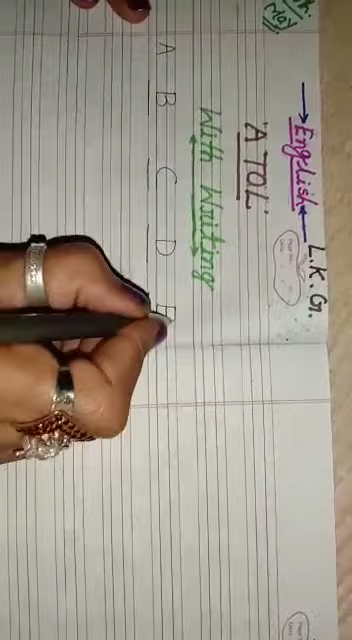 L.K.G.
→ English ←
'A TO L'
With Writing
A B C D E